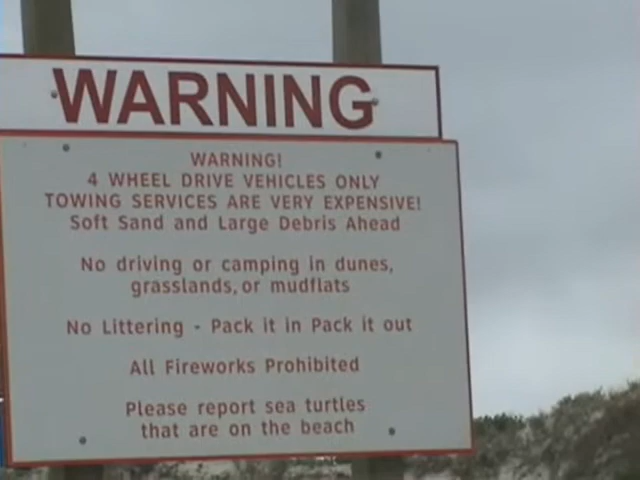 WARNING
WARNING!
4 WHEEL DRIVE VEHICLES ONLY
TOWING SERVICES ARE VERY EXPENSIVE!
Soft Sand and Large Debris Ahead
No driving or camping in dunes,
grasslands, or mudflats
No Littering - Pack it in Pack it out
All Fireworks Prohibited
Please report sea turtles
that are on the beach